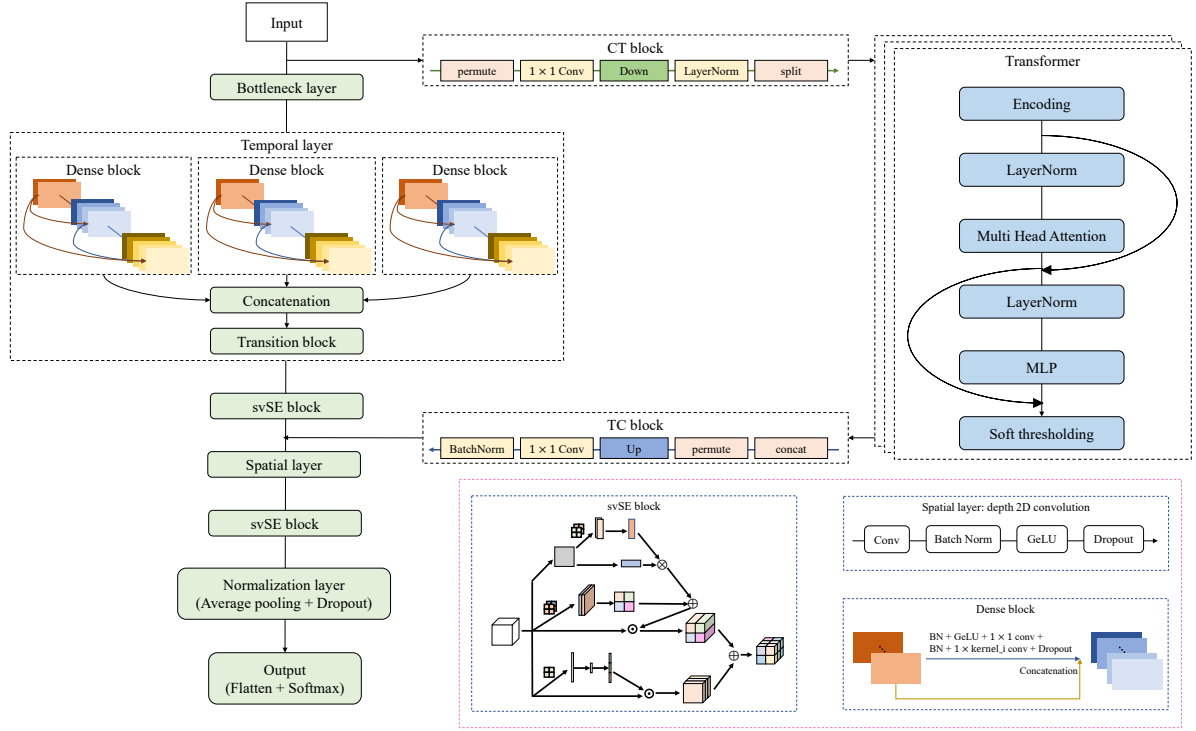 Input
Bottleneck layer
Temporal layer
Dense block
Dense block
Dense block
Concatenation
Transition block
svSE block
Spatial layer
svSE block
Normalization layer
(Average pooling + Dropout)
Output
(Flatten + Softmax)
CT block
permute
1 × 1 Conv
Down
LayerNorm
split
Transformer
Encoding
LayerNorm
Multi Head Attention
LayerNorm
MLP
Soft thresholding
TC block
BatchNorm
1 × 1 Conv
Up
permute
concat
svSE block
Spatial layer: depth 2D convolution
Conv
Batch Norm
GeLU
Dropout
Dense block
BN + GeLU + 1 × 1 conv +
BN + 1 × kernel_i conv + Dropout
Concatenation